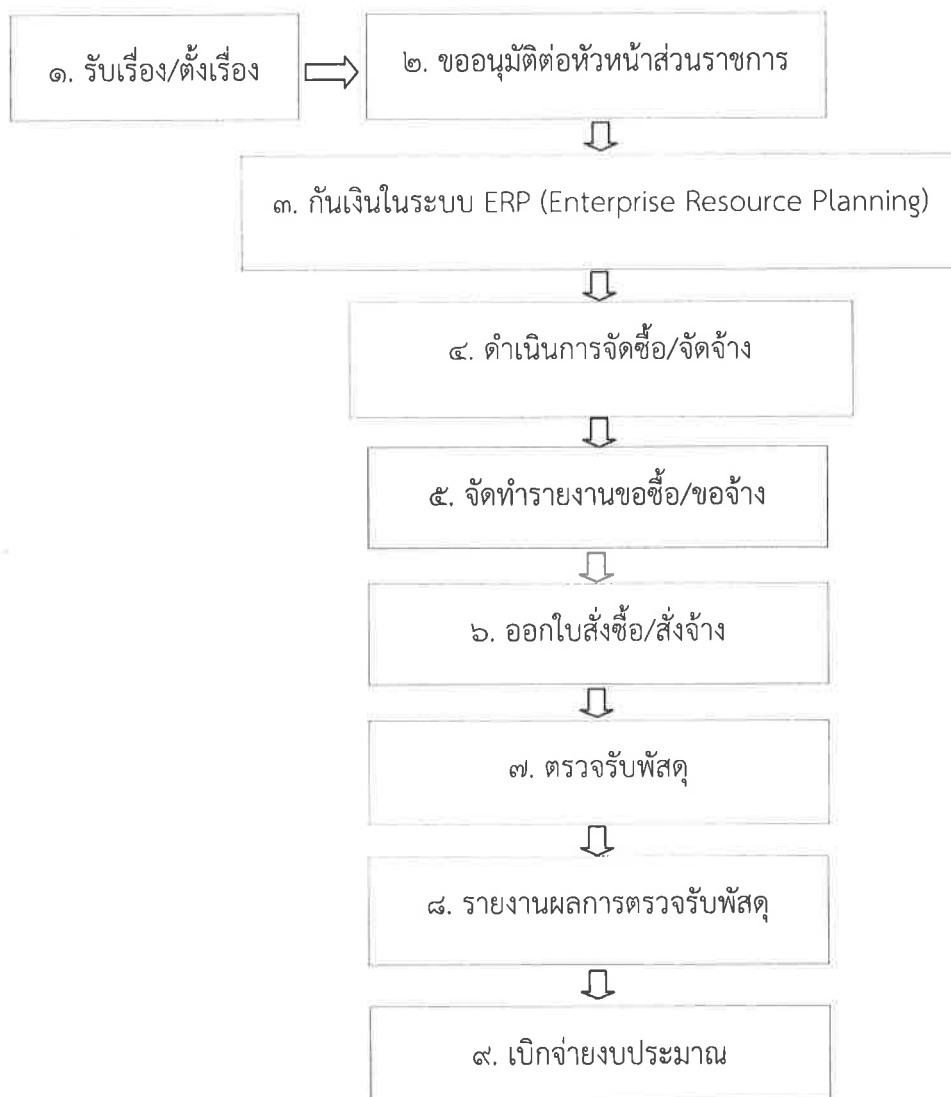 ๑. รับเรื่อง/ตั้งเรื่อง
๒. ขออนุมัติต่อหัวหน้าส่วนราชการ
๓. กันเงินในระบบ ERP (Enterprise Resource Planning)
๔. ดำเนินการจัดซื้อ/จัดจ้าง
๕. จัดทำรายงานขอซื้อ/ขอจ้าง
๖. ออกใบสั่งซื้อ/สั่งจ้าง
๗. ตรวจรับพัสดุ
๘. รายงานผลการตรวจรับพัสดุ
๙. เบิกจ่ายงบประมาณ